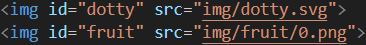 <img id="dotty" src="img/dotty.svg">
<img id="fruit" src="img/fruit/0.png">